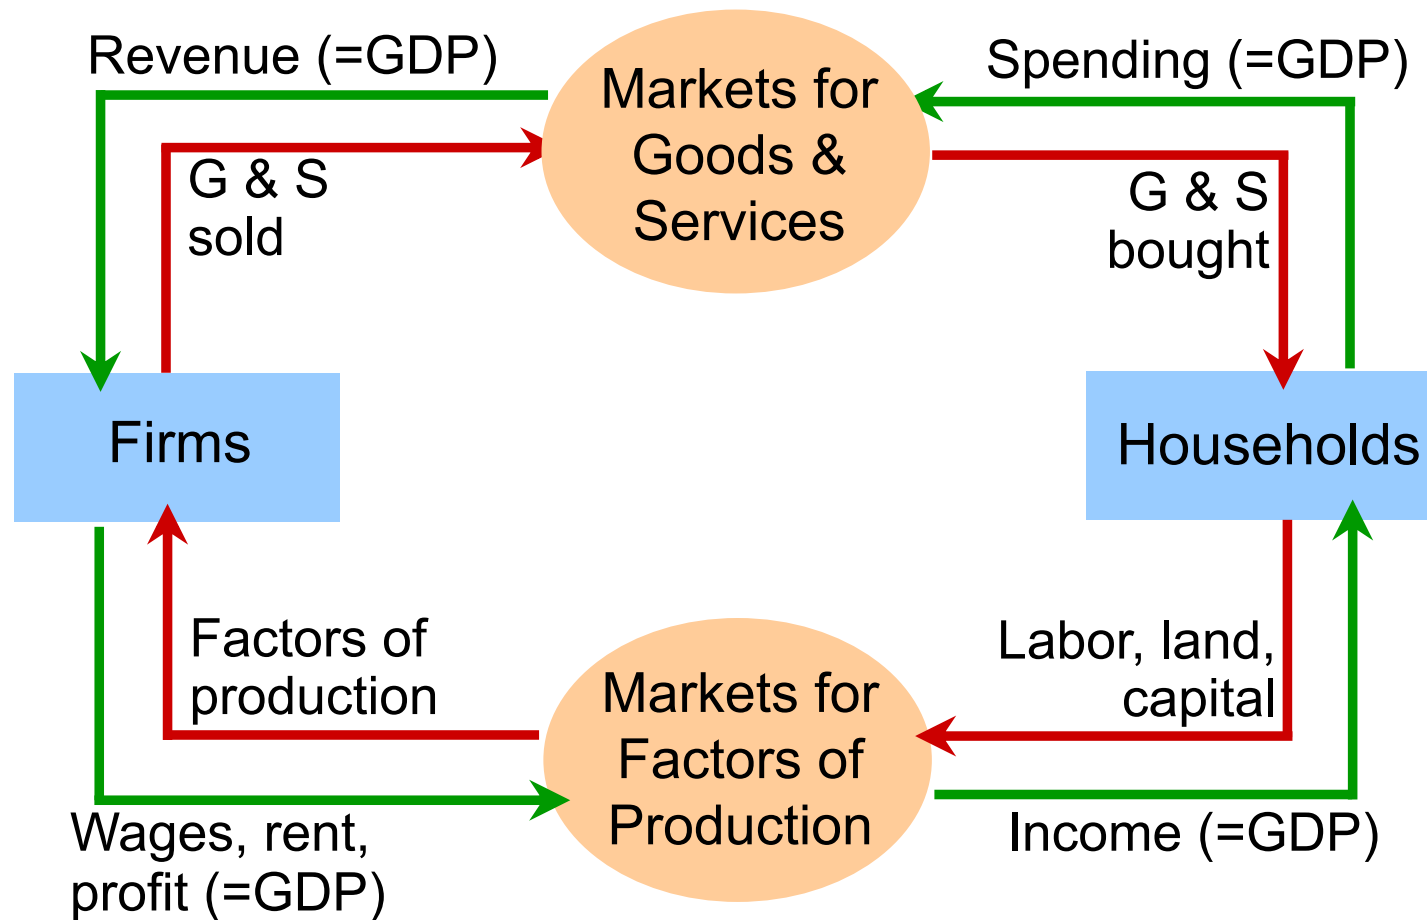 Revenue (=GDP)
Markets for
Goods &
Services
Spending (=GDP)
G & S
sold
G & S
bought
Firms
Households
Factors of
production
Markets for
Factors of
Production
Labor, land,
capital
Wages, rent,
profit (=GDP)
Income (=GDP)